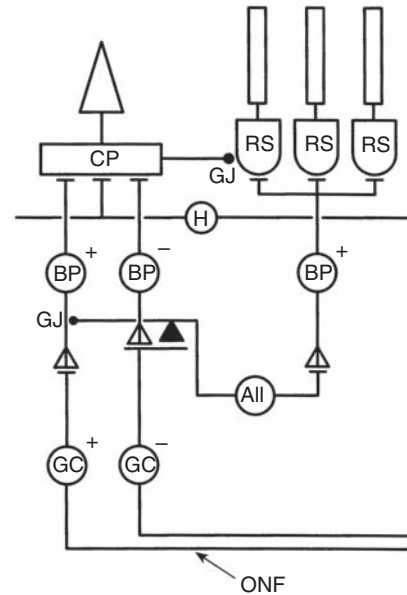 CP
GJ
RS RS RS
H
BP + BP − BP +
GJ
AII
GC + GC −
ONF